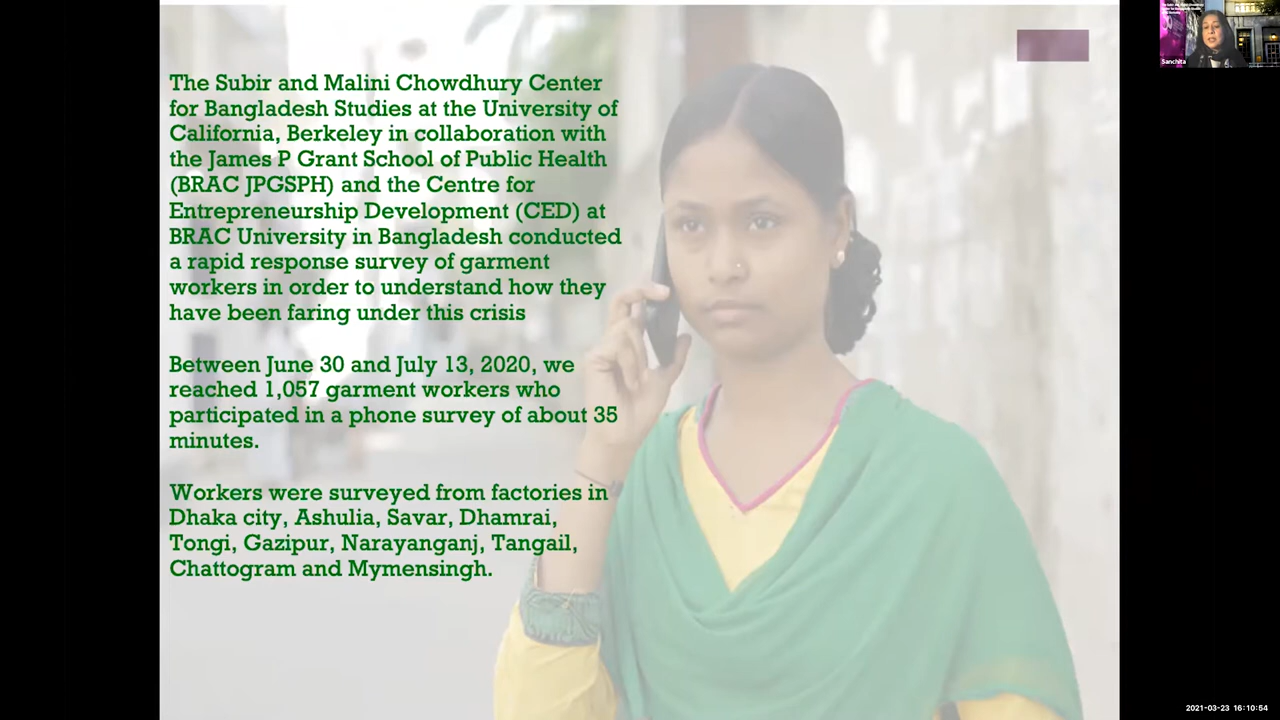 The Subir and Malini Chowdhury Center
for Bangladesh Studies at the University of
California, Berkeley in collaboration with
the James P Grant School of Public Health
(BRAC JPGSPH) and the Centre for
Entrepreneurship Development (CED) at
BRAC University in Bangladesh conducted
a rapid response survey of garment
workers in order to understand how they
have been faring under this crisis
Between June 30 and July 13, 2020, we
reached 1,057 garment workers who
participated in a phone survey of about 35
minutes.
Workers were surveyed from factories in
Dhaka city, Ashulia, Savar, Dhamrai,
Tongi, Gazipur, Narayanganj, Tangail,
Chattogram and Mymensingh.
Sanchita
2021-03-23 16:10:54